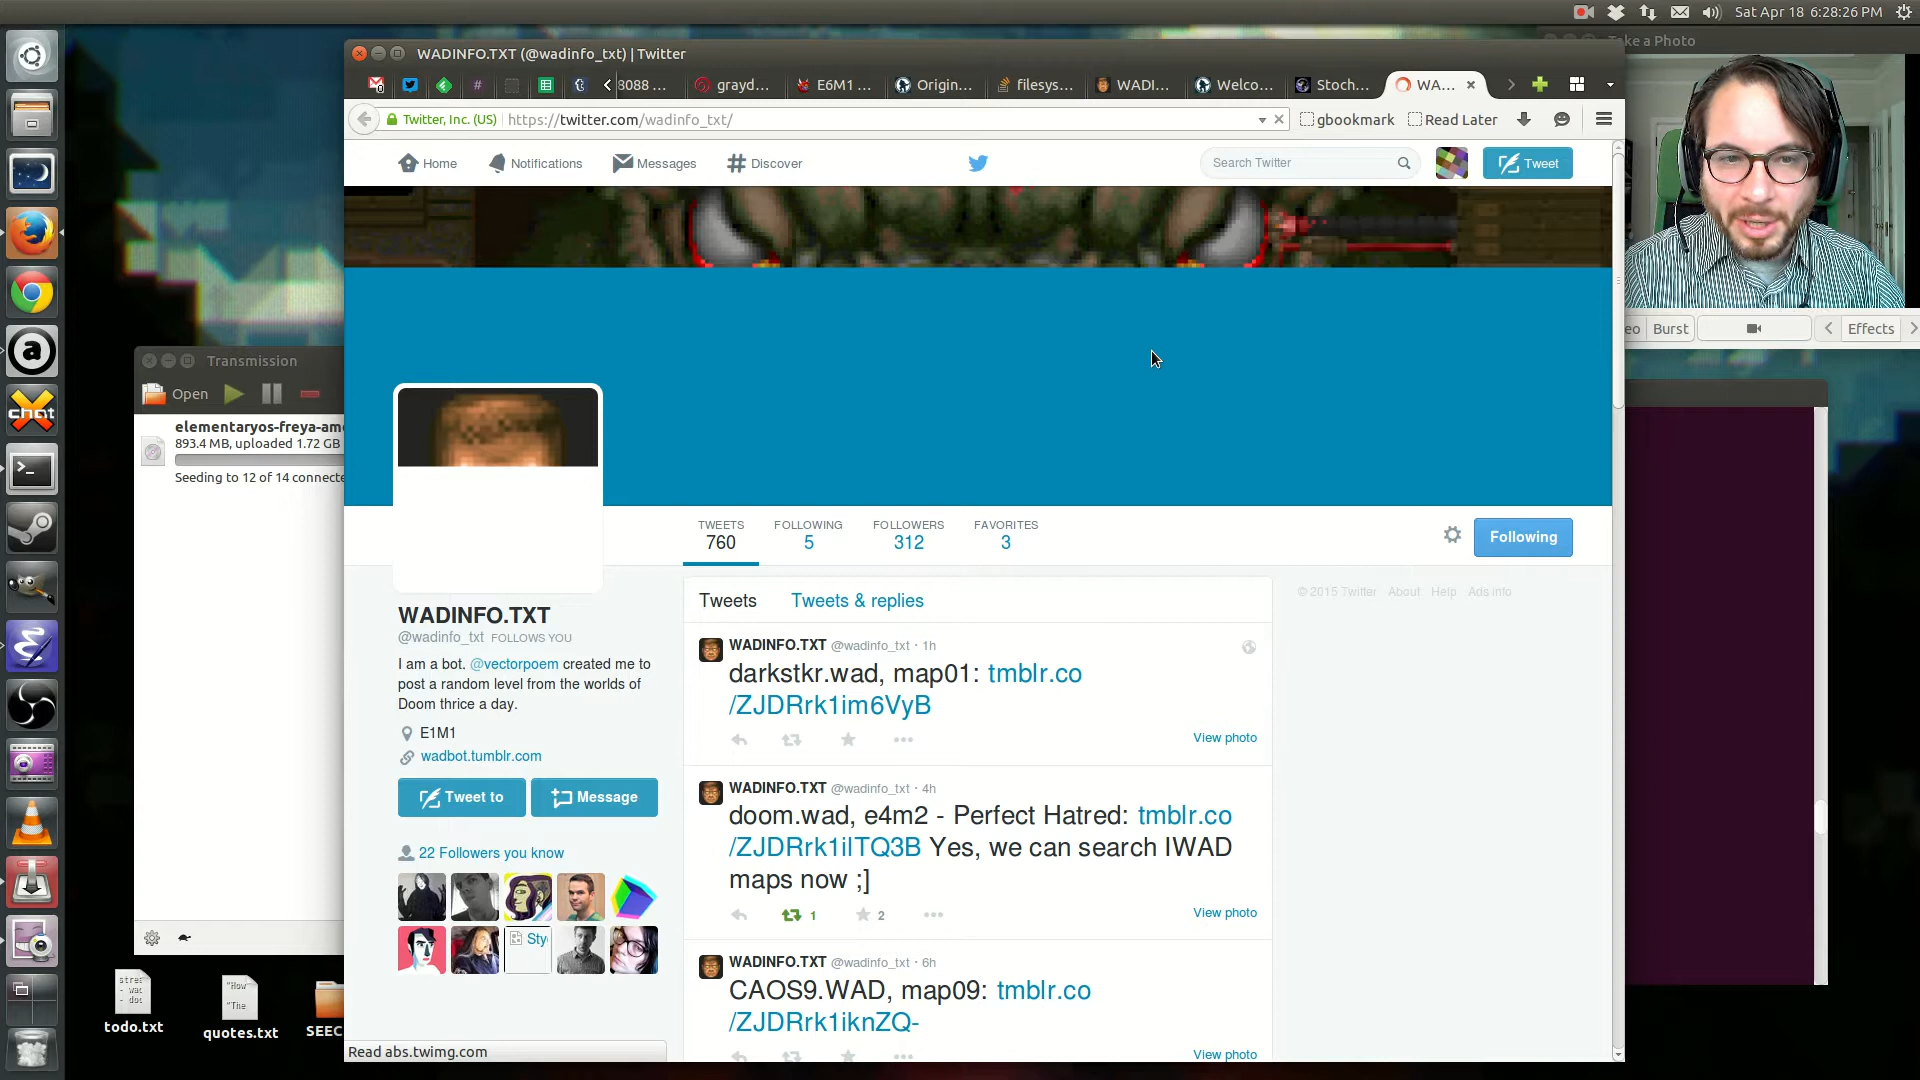 Sat Apr 18 6:28:26 PM
Take a Photo
WADINFO.TXT (@wadinfo_txt) | Twitter
8088 ...
grayd...
E6M1 ...
Origin...
filesys...
WADI...
Welco...
Stoch...
WA...
Twitter, Inc. (US)
https://twitter.com/wadinfo_txt/
gbookmark
Read Later
Home
Notifications
Messages
Discover
Search Twitter
Tweet
eo
Burst
Effects
Transmission
Open
elementaryos-freya-am
893.4 MB, uploaded 1.72 GB
Seeding to 12 of 14 connecte
chat
TWEETS
760
FOLLOWING
5
FOLLOWERS
312
FAVORITES
3
Following
WADINFO.TXT
@wadinfo_txt FOLLOWS YOU
I am a bot. @vectorpoem created me to
post a random level from the worlds of
Doom thrice a day.
E1M1
wadbot.tumblr.com
Tweet to
Message
22 Followers you know
Sty
Tweets
Tweets & replies
WADINFO.TXT @wadinfo_txt · 1h
darkstkr.wad, map01: tmblr.co
/ZJDRrk1im6VyB
View photo
WADINFO.TXT @wadinfo_txt · 4h
doom.wad, e4m2 - Perfect Hatred: tmblr.co
/ZJDRrk1ilTQ3B Yes, we can search IWAD
maps now ;]
1
2
View photo
WADINFO.TXT @wadinfo_txt · 6h
CAOS9.WAD, map09: tmblr.co
/ZJDRrk1iknZQ-
View photo
© 2015 Twitter About Help Ads info
Read abs.twimg.com
todo.txt
"How
"The
quotes.txt
SEEC